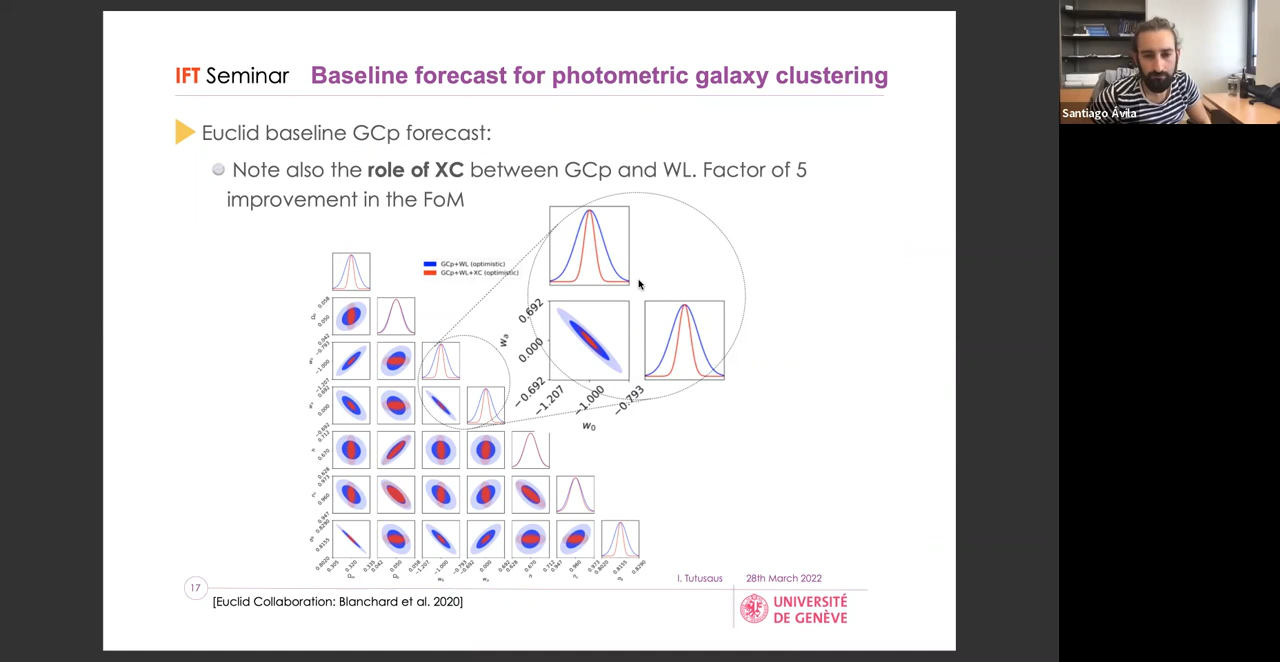 IFT Seminar Baseline forecast for photometric galaxy clustering
Euclid baseline GCp forecast:
Note also the role of XC between GCp and WL. Factor of 5
improvement in the FoM
GCp+WL (optimistic)
GCp+WL+XC (optimistic)
0.692
0.000
−0.692
wa
−1.207
−1.000
−0.793
w0
17
[Euclid Collaboration: Blanchard et al. 2020]
I. Tutusaus
28th March 2022
UNIVERSITÉ
DE GENÈVE
Santiago Ávila